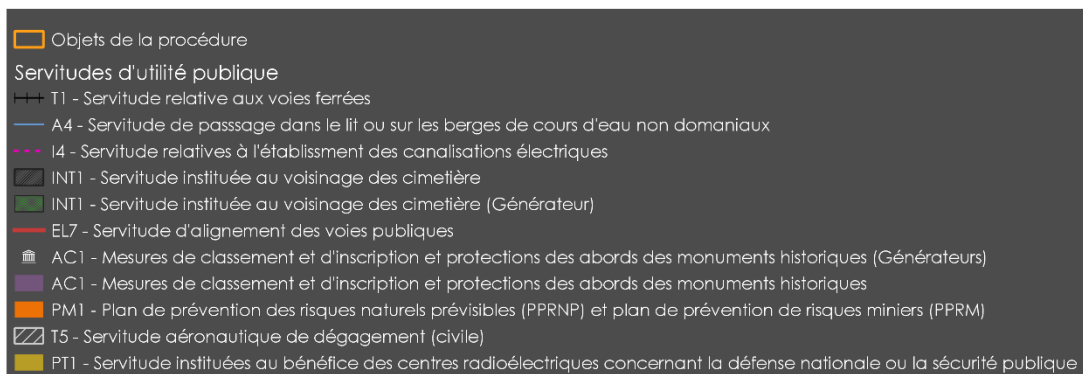 Objets de la procédure
Servitudes d'utilité publique
T1 - Servitude relative aux voies ferrées
A4 - Servitude de passsage dans le lit ou sur les berges de cours d'eau non domaniaux
I4 - Servitude relatives à l'établissment des canalisations électriques
INT1 - Servitude instituée au voisinage des cimetière
INT1 - Servitude instituée au voisinage des cimetière (Générateur)
EL7 - Servitude d'alignement des voies publiques
AC1 - Mesures de classement et d'inscription et protections des abords des monuments historiques (Générateurs)
AC1 - Mesures de classement et d'inscription et protections des abords des monuments historiques
PM1 - Plan de prévention des risques naturels prévisibles (PPRNP) et plan de prévention de risques miniers (PPRM)
T5 - Servitude aéronautique de dégagement (civile)
PT1 - Servitude instituées au bénéfice des centres radioélectriques concernant la défense nationale ou la sécurité publique